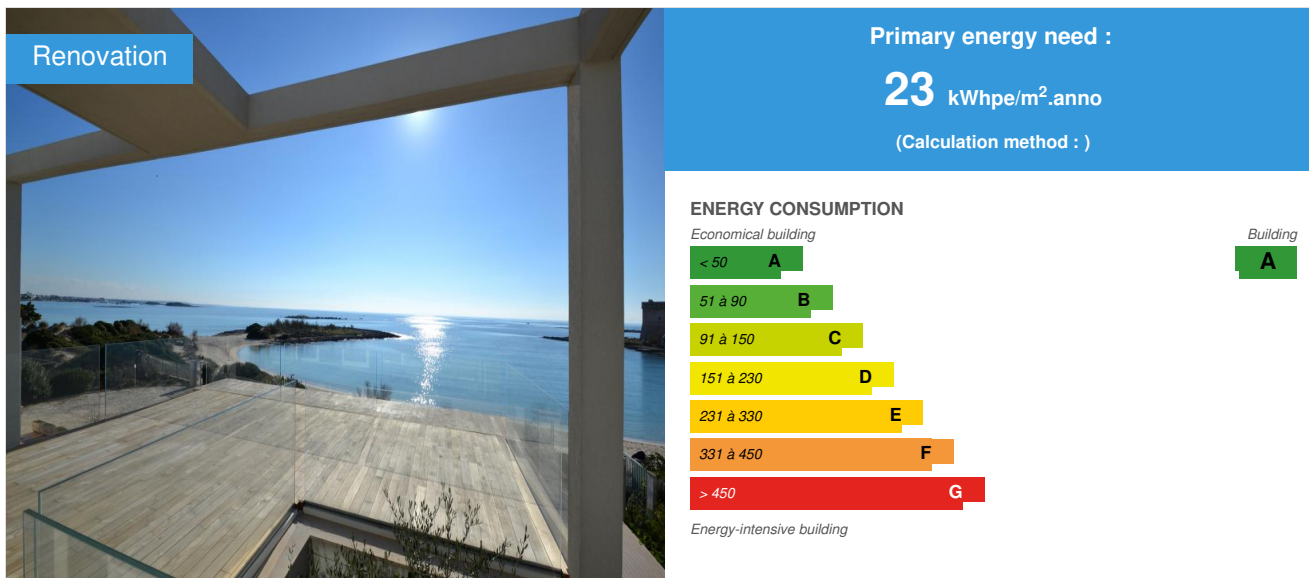 Renovation
Primary energy need :
23 kWhpe/m².anno
(Calculation method : )
ENERGY CONSUMPTION
Economical building
Building
< 50 A
A
51 à 90 B
91 à 150 C
151 à 230 D
231 à 330 E
331 à 450 F
> 450 G
Energy-intensive building